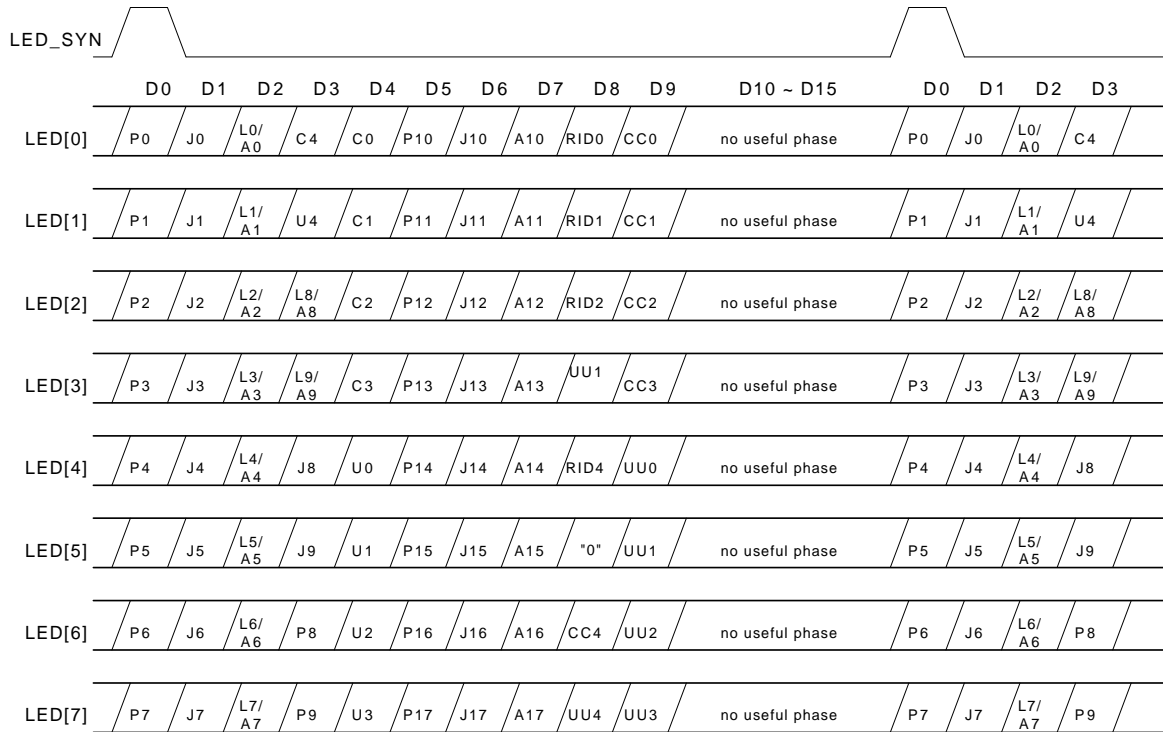 LED_SYN
D0 D1 D2 D3 D4 D5 D6 D7 D8 D9 D10 ~ D15 D0 D1 D2 D3
LED[0] P0 J0 L0/A0 C4 C0 P10 J10 A10 RID0 CC0 no useful phase P0 J0 L0/A0 C4
LED[1] P1 J1 L1/A1 U4 C1 P11 J11 A11 RID1 CC1 no useful phase P1 J1 L1/A1 U4
LED[2] P2 J2 L2/A2 L8/A8 C2 P12 J12 A12 RID2 CC2 no useful phase P2 J2 L2/A2 L8/A8
LED[3] P3 J3 L3/A3 L9/A9 C3 P13 J13 A13 UU1 CC3 no useful phase P3 J3 L3/A3 L9/A9
LED[4] P4 J4 L4/A4 J8 U0 P14 J14 A14 RID4 UU0 no useful phase P4 J4 L4/A4 J8
LED[5] P5 J5 L5/A5 J9 U1 P15 J15 A15 "0" UU1 no useful phase P5 J5 L5/A5 J9
LED[6] P6 J6 L6/A6 P8 U2 P16 J16 A16 CC4 UU2 no useful phase P6 J6 L6/A6 P8
LED[7] P7 J7 L7/A7 P9 U3 P17 J17 A17 UU4 UU3 no useful phase P7 J7 L7/A7 P9